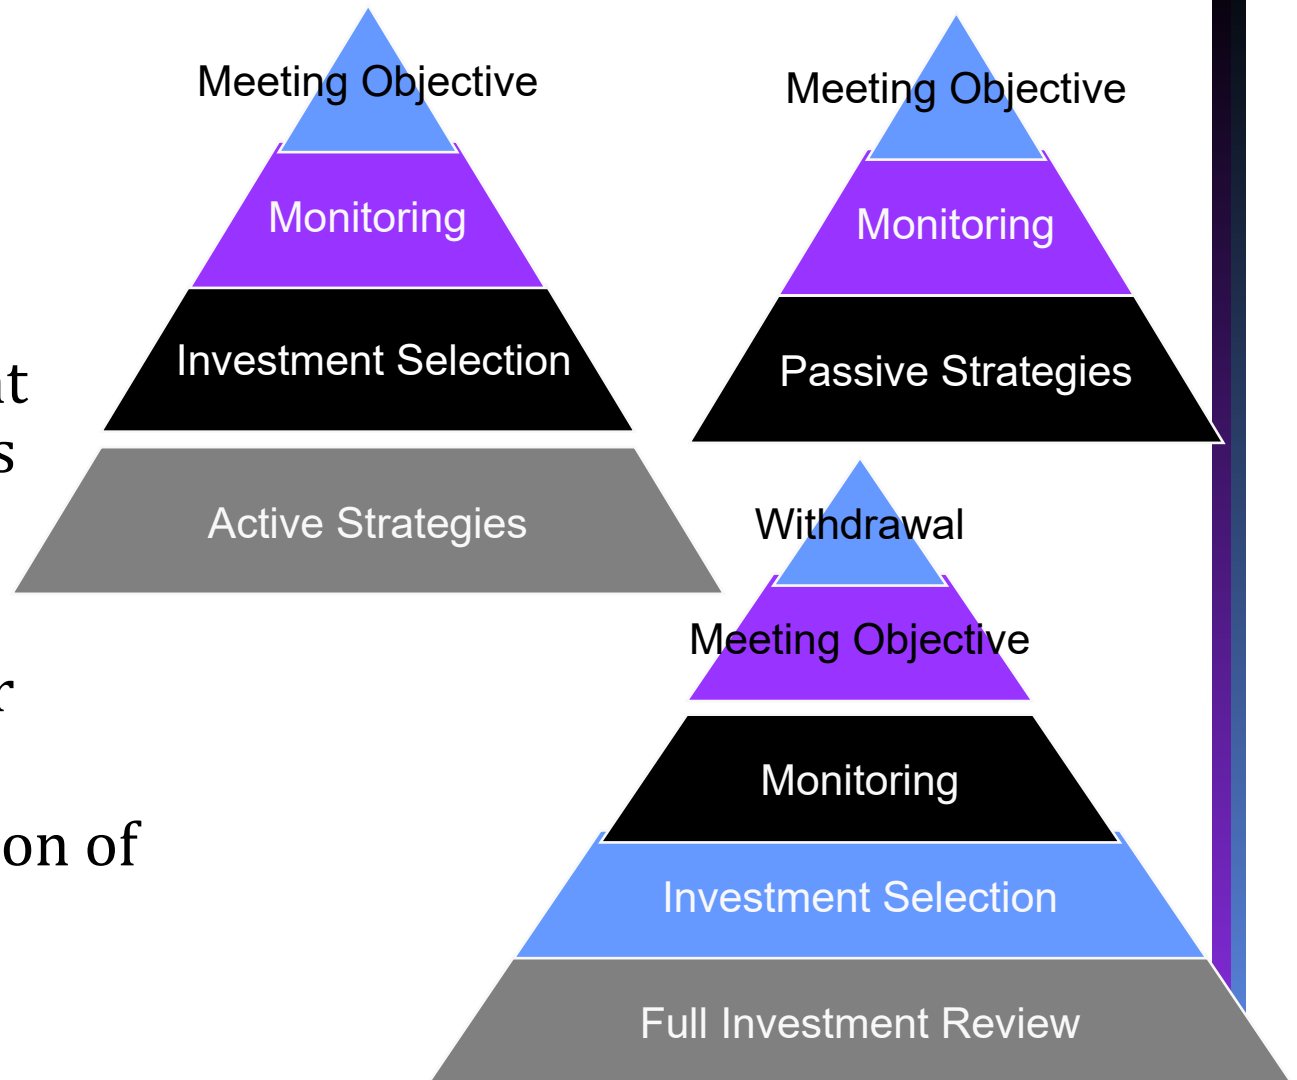 Meeting Objective
Monitoring
Investment Selection
Active Strategies
Meeting Objective
Monitoring
Passive Strategies
Withdrawal
Meeting Objective
Monitoring
Investment Selection
Full Investment Review
on of